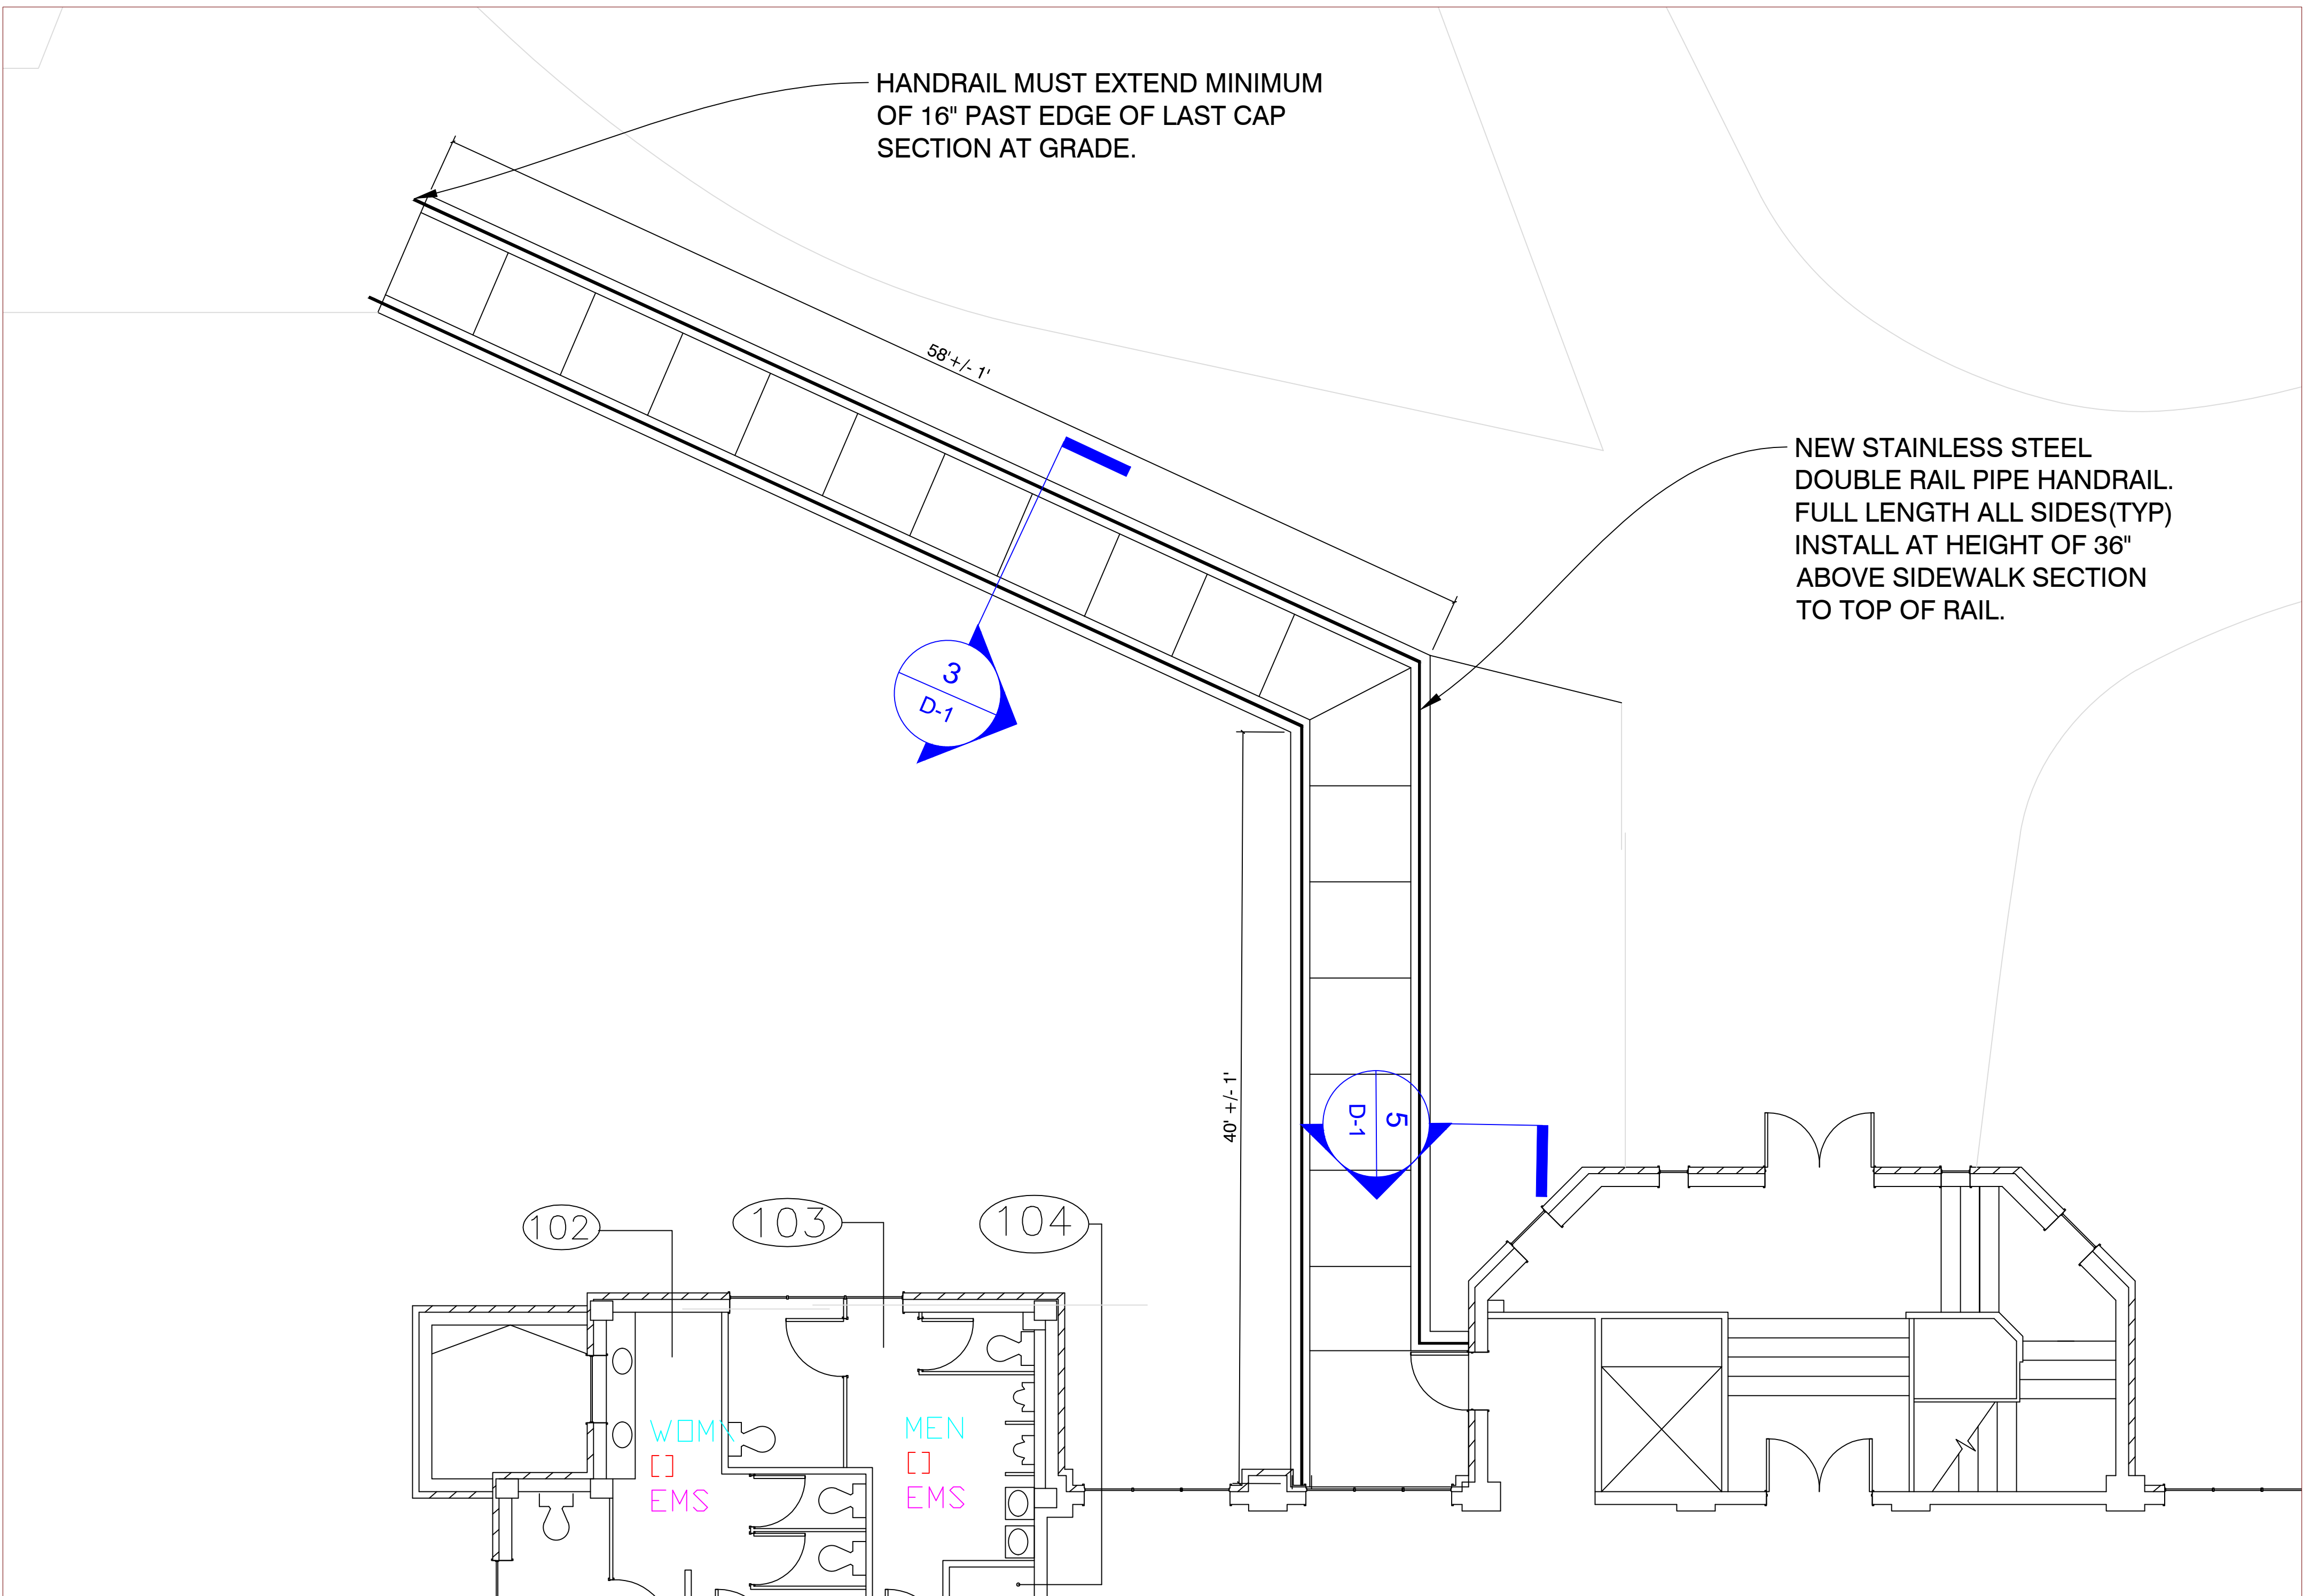 HANDRAIL MUST EXTEND MINIMUM
OF 16" PAST EDGE OF LAST CAP
SECTION AT GRADE.
58'+/- 1'
NEW STAINLESS STEEL
DOUBLE RAIL PIPE HANDRAIL.
FULL LENGTH ALL SIDES(TYP)
INSTALL AT HEIGHT OF 36"
ABOVE SIDEWALK SECTION
TO TOP OF RAIL.
3
D-1
40' +/- 1'
5
D-1
102
103
104
MEN
[]
EMS
[]
EMS